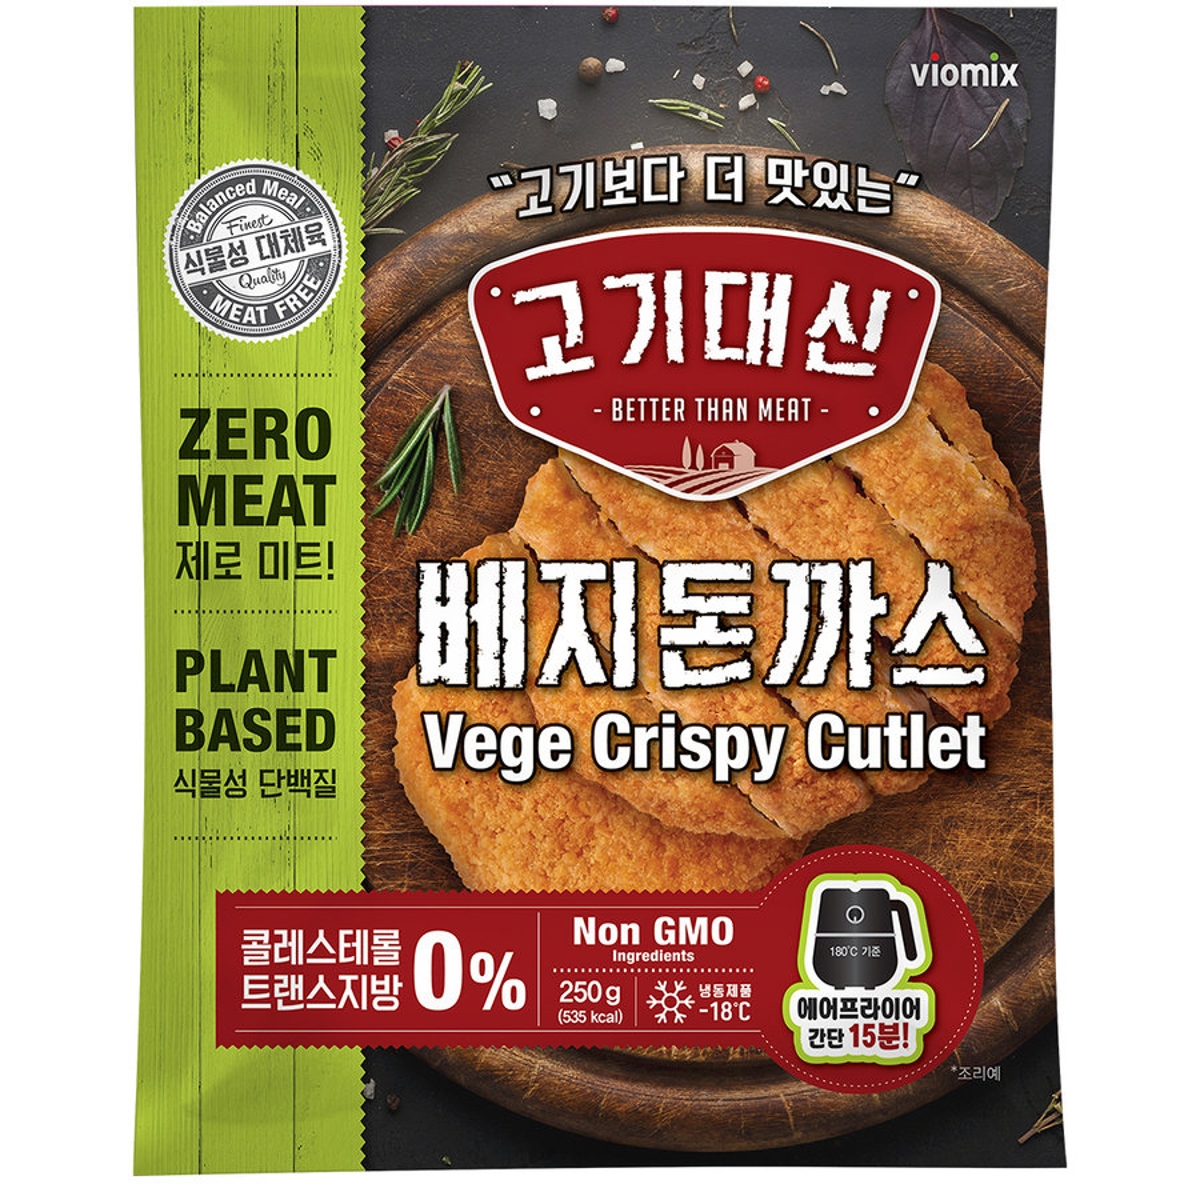 viomix
"고기보다 더 맛있는"
고기대신
- BETTER THAN MEAT -
Balanced Meal
Finest
식물성 대체육
Quality
MEAT FREE
ZERO
MEAT
제로 미트!
PLANT
BASED
식물성 단백질
베지돈까스
Vege Crispy Cutlet
콜레스테롤
트랜스지방 0%
Non GMO
Ingredients
250g
(535 kcal)
냉동제품
-18°C
180°C 기준
에어프라이어
간단 15분!
*조리예